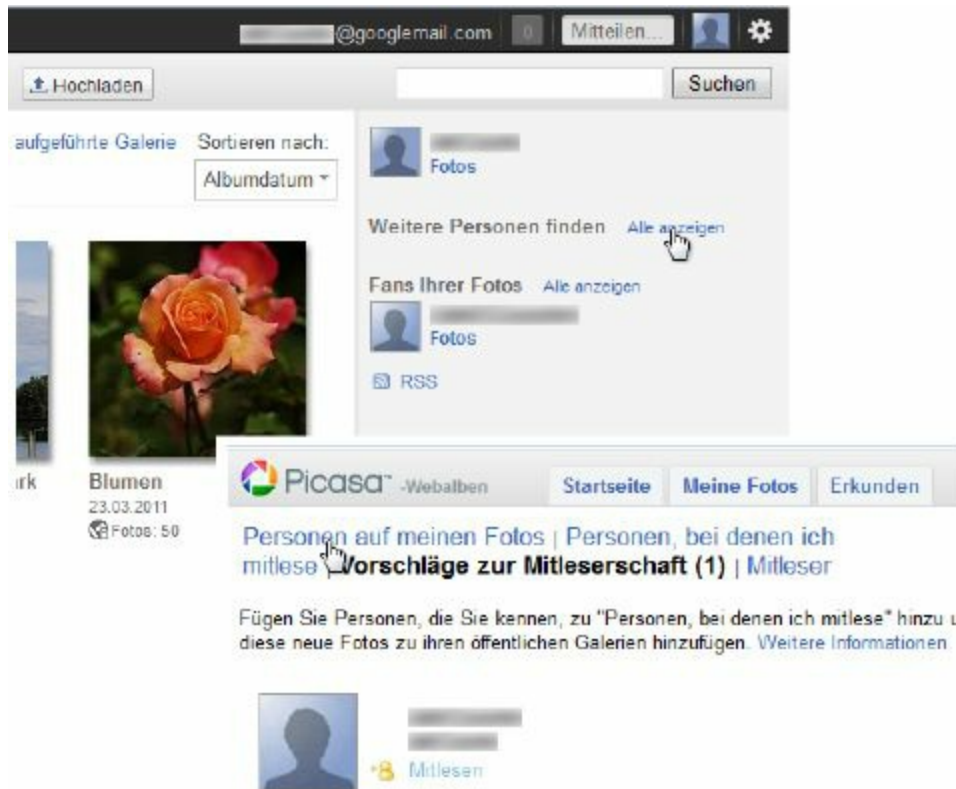 @googlemail.com 0 Mitteilen...
Hochladen Suchen
aufgeführte Galerie Sortieren nach:
Albumdatum
Fotos
Weitere Personen finden Alle anzeigen
Fans Ihrer Fotos Alle anzeigen
Fotos
RSS
rk Blumen
23.03.2011
Fotos: 50
Picasa™ -Webalben Startseite Meine Fotos Erkunden
Personen auf meinen Fotos | Personen, bei denen ich
mitlese | Vorschläge zur Mitleserschaft (1) | Mitleser
Fügen Sie Personen, die Sie kennen, zu "Personen, bei denen ich mitlese" hinzu u
diese neue Fotos zu ihren öffentlichen Galerien hinzufügen. Weitere Informationen
Mitlesen